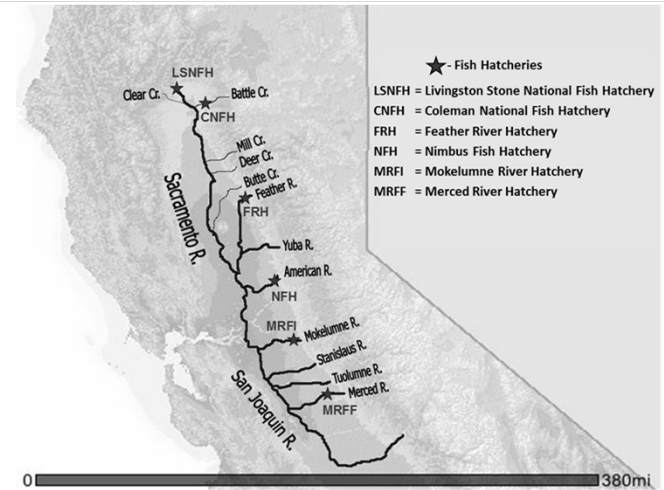 - Fish Hatcheries
LSNFH = Livingston Stone National Fish Hatchery
CNFH = Coleman National Fish Hatchery
FRH = Feather River Hatchery
NFH = Nimbus Fish Hatchery
MRFI = Mokelumne River Hatchery
MRFF = Merced River Hatchery
LSNFH
Clear Cr.
Battle Cr.
CNFH
Mill Cr.
Deer Cr.
Butte Cr.
Feather R.
FRH
Sacramento R.
Yuba R.
American R.
NFH
MRFI
Mokelumne R.
Stanislaus R.
Tuolumne R.
Merced R.
MRFF
San Joaquin R.
0
380mi